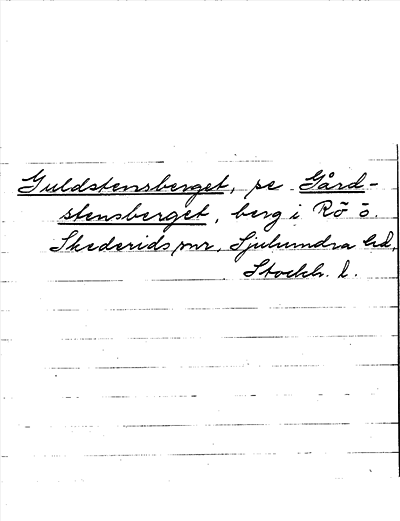 Guldstensberget, se Gård-
stensberget, berg i Rö ö.
Skederids snr, Sjuhundra hd,
Stockh. l.